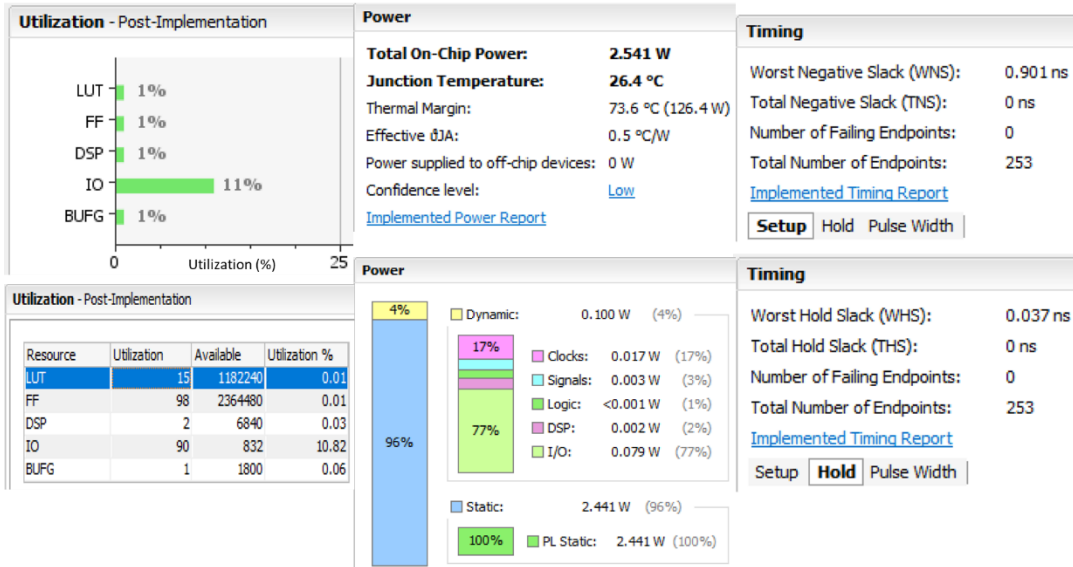 Utilization - Post-Implementation
LUT 1%
FF 1%
DSP 1%
IO 11%
BUFG 1%
0 25
Utilization (%)
Utilization - Post-Implementation
Resource Utilization Available Utilization %
LUT 15 1182240 0.01
FF 98 2364480 0.01
DSP 2 6840 0.03
IO 90 832 10.82
BUFG 1 1800 0.06
Power
Total On-Chip Power: 2.541 W
Junction Temperature: 26.4 °C
Thermal Margin: 73.6 °C (126.4 W)
Effective ϑJA: 0.5 °C/W
Power supplied to off-chip devices: 0 W
Confidence level: Low
Implemented Power Report
Power
4%
96%
Dynamic: 0.100 W (4%)
17%
77%
Clocks: 0.017 W (17%)
Signals: 0.003 W (3%)
Logic: <0.001 W (1%)
DSP: 0.002 W (2%)
I/O: 0.079 W (77%)
Static: 2.441 W (96%)
100% PL Static: 2.441 W (100%)
Timing
Worst Negative Slack (WNS): 0.901 ns
Total Negative Slack (TNS): 0 ns
Number of Failing Endpoints: 0
Total Number of Endpoints: 253
Implemented Timing Report
Setup Hold Pulse Width
Timing
Worst Hold Slack (WHS): 0.037 ns
Total Hold Slack (THS): 0 ns
Number of Failing Endpoints: 0
Total Number of Endpoints: 253
Implemented Timing Report
Setup Hold Pulse Width